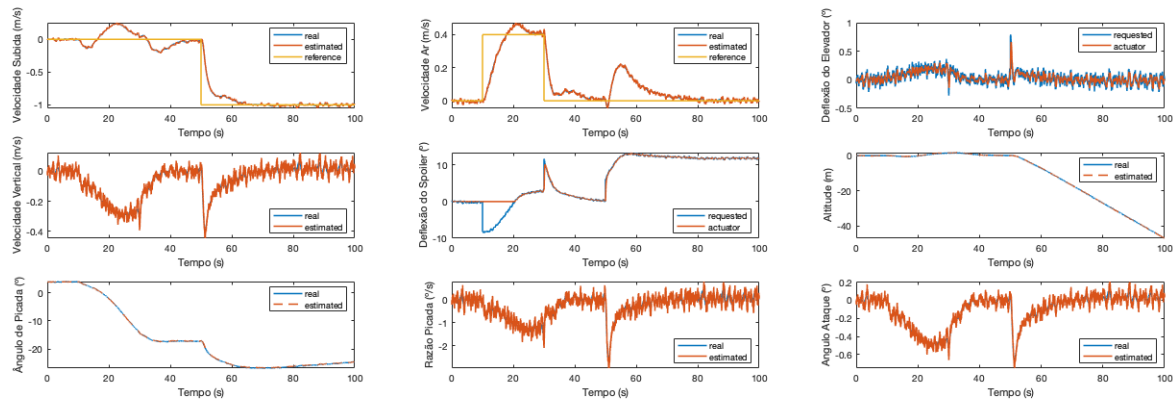 Velocidade Subida (m/s)
0
-0.5
-1
0
20
40
60
80
100
Tempo (s)
real
estimated
reference
Velocidade Ar (m/s)
0.4
0.2
0
0
20
40
60
80
100
Tempo (s)
real
estimated
reference
Deflexão do Elevador (º)
1
0.5
0
-0.5
0
20
40
60
80
100
Tempo (s)
requested
actuator
Velocidade Vertical (m/s)
0
-0.2
-0.4
0
20
40
60
80
100
Tempo (s)
real
estimated
Deflexão do Spoiler (º)
10
0
-10
0
20
40
60
80
100
Tempo (s)
requested
actuator
Altitude (m)
0
-20
-40
0
20
40
60
80
100
Tempo (s)
real
estimated
Ângulo de Picada (º)
0
-10
-20
0
20
40
60
80
100
Tempo (s)
real
estimated
Razão Picada (º/s)
0
-1
-2
0
20
40
60
80
100
Tempo (s)
real
estimated
Angulo Ataque (º)
0.2
0
-0.2
-0.4
-0.6
0
20
40
60
80
100
Tempo (s)
real
estimated